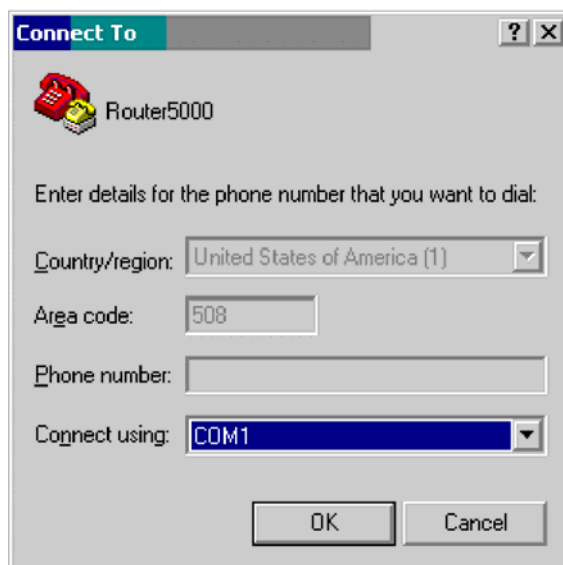 Connect To
Router5000
Enter details for the phone number that you want to dial:
Country/region: United States of America (1)
Area code: 508
Phone number:
Connect using: COM1
OK Cancel